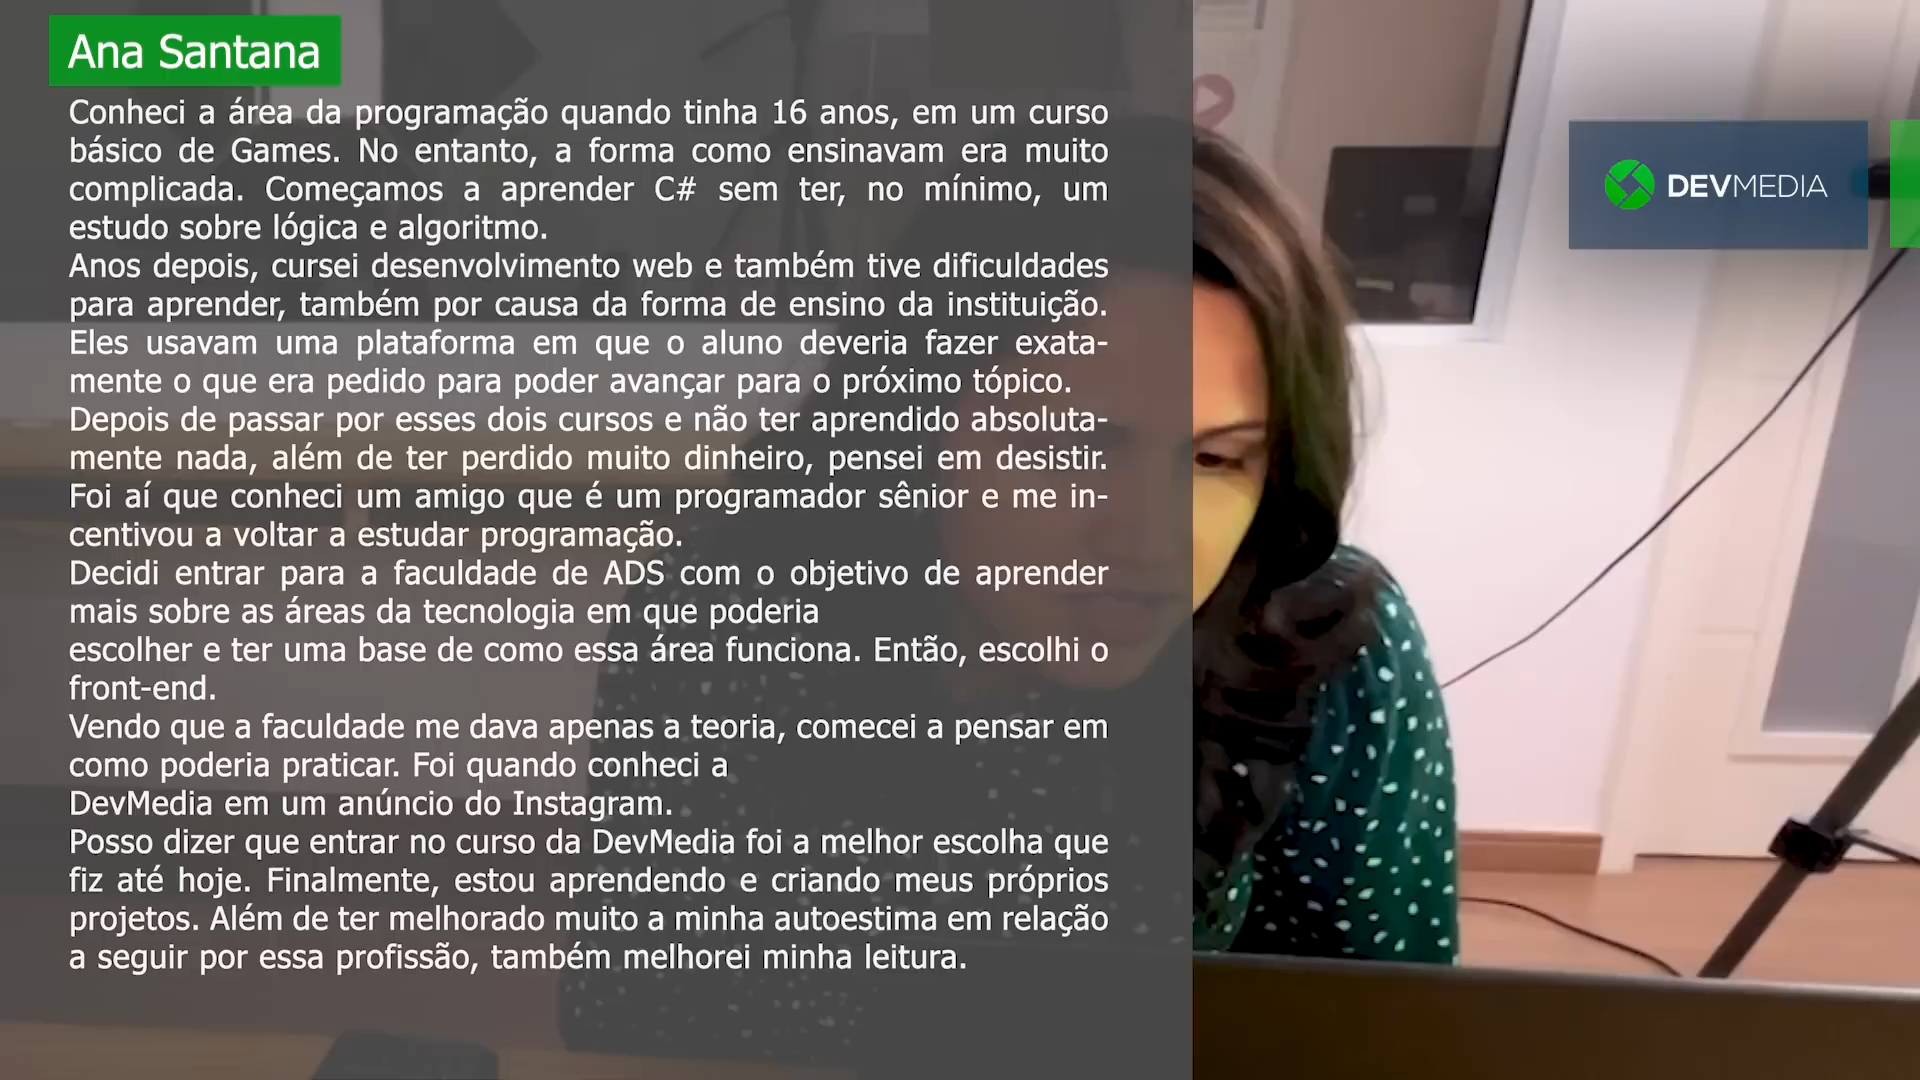 Ana Santana
Conheci a área da programação quando tinha 16 anos, em um curso
básico de Games. No entanto, a forma como ensinavam era muito
complicada. Começamos a aprender C# sem ter, no mínimo, um
estudo sobre lógica e algoritmo.
Anos depois, cursei desenvolvimento web e também tive dificuldades
para aprender, também por causa da forma de ensino da instituição.
Eles usavam uma plataforma em que o aluno deveria fazer exata-
mente o que era pedido para poder avançar para o próximo tópico.
Depois de passar por esses dois cursos e não ter aprendido absoluta-
mente nada, além de ter perdido muito dinheiro, pensei em desistir.
Foi aí que conheci um amigo que é um programador sênior e me in-
centivou a voltar a estudar programação.
Decidi entrar para a faculdade de ADS com o objetivo de aprender
mais sobre as áreas da tecnologia em que poderia
escolher e ter uma base de como essa área funciona. Então, escolhi o
front-end.
Vendo que a faculdade me dava apenas a teoria, comecei a pensar em
como poderia praticar. Foi quando conheci a
DevMedia em um anúncio do Instagram.
Posso dizer que entrar no curso da DevMedia foi a melhor escolha que
fiz até hoje. Finalmente, estou aprendendo e criando meus próprios
projetos. Além de ter melhorado muito a minha autoestima em relação
a seguir por essa profissão, também melhorei minha leitura.
DEVMEDIA